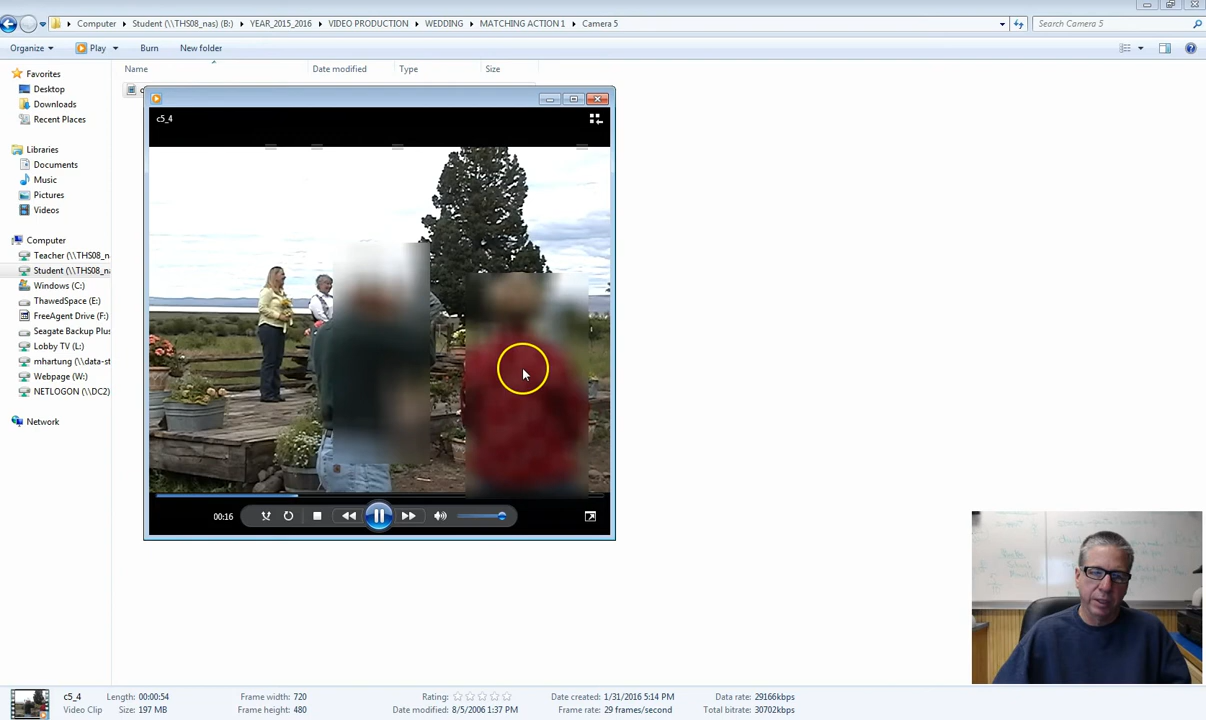 Computer Student (\\THS08_nas) (B:) YEAR_2015_2016 VIDEO PRODUCTION WEDDING MATCHING ACTION 1 Camera 5 Search Camera 5
Organize Play Burn New folder
Name Date modified Type Size
Favorites
Desktop
Downloads
Recent Places
Libraries
Documents
Music
Pictures
Videos
Computer
Teacher (\\THS08_n
Student (\\THS08_na
Windows (C:)
ThawedSpace (E:)
FreeAgent Drive (F:)
Seagate Backup Plus
Lobby TV (L:)
mhartung (\\data-st
Webpage (W:)
NETLOGON (\\DC2)
Network
c5_4
00:16
c5_4 Length: 00:00:54 Frame width: 720 Rating: Date created: 1/31/2016 5:14 PM Data rate: 29166kbps
Video Clip Size: 197 MB Frame height: 480 Date modified: 8/5/2006 1:37 PM Frame rate: 29 frames/second Total bitrate: 30702kbps